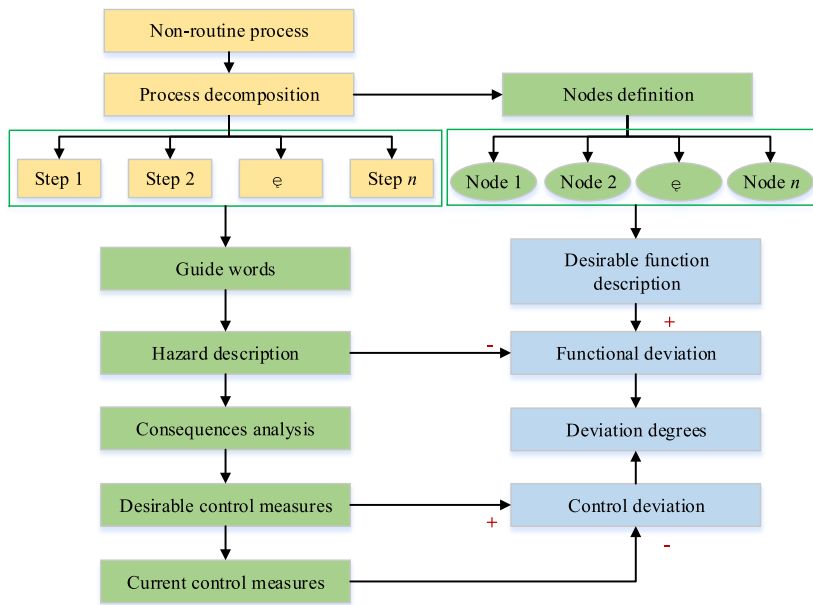 Non-routine process
Process decomposition
Nodes definition
Step 1
Step 2
ę
Step n
Node 1
Node 2
ę
Node n
Guide words
Desirable function
description
+
Hazard description
-
Functional deviation
Consequences analysis
Deviation degrees
Desirable control measures
+
Control deviation
-
Current control measures